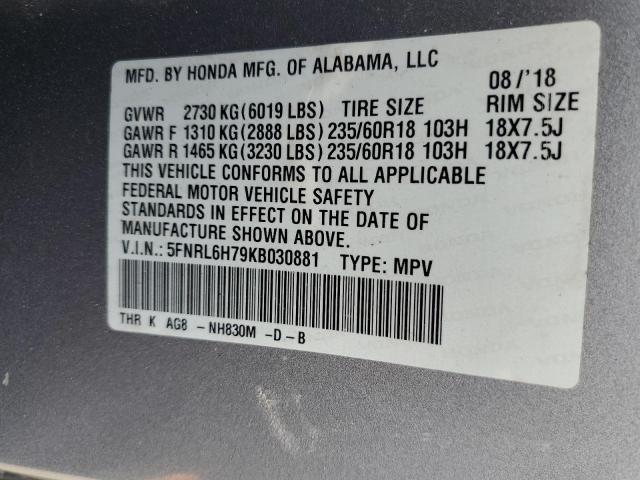 MFD. BY HONDA MFG. OF ALABAMA, LLC 08/'18
GVWR 2730 KG(6019 LBS) TIRE SIZE RIM SIZE
GAWR F 1310 KG(2888 LBS) 235/60R18 103H 18X7.5J
GAWR R 1465 KG(3230 LBS) 235/60R18 103H 18X7.5J
THIS VEHICLE CONFORMS TO ALL APPLICABLE
FEDERAL MOTOR VEHICLE SAFETY
STANDARDS IN EFFECT ON THE DATE OF
MANUFACTURE SHOWN ABOVE.
V.I.N.: 5FNRL6H79KB030881 TYPE: MPV
THR K AG8 -NH830M -D-B